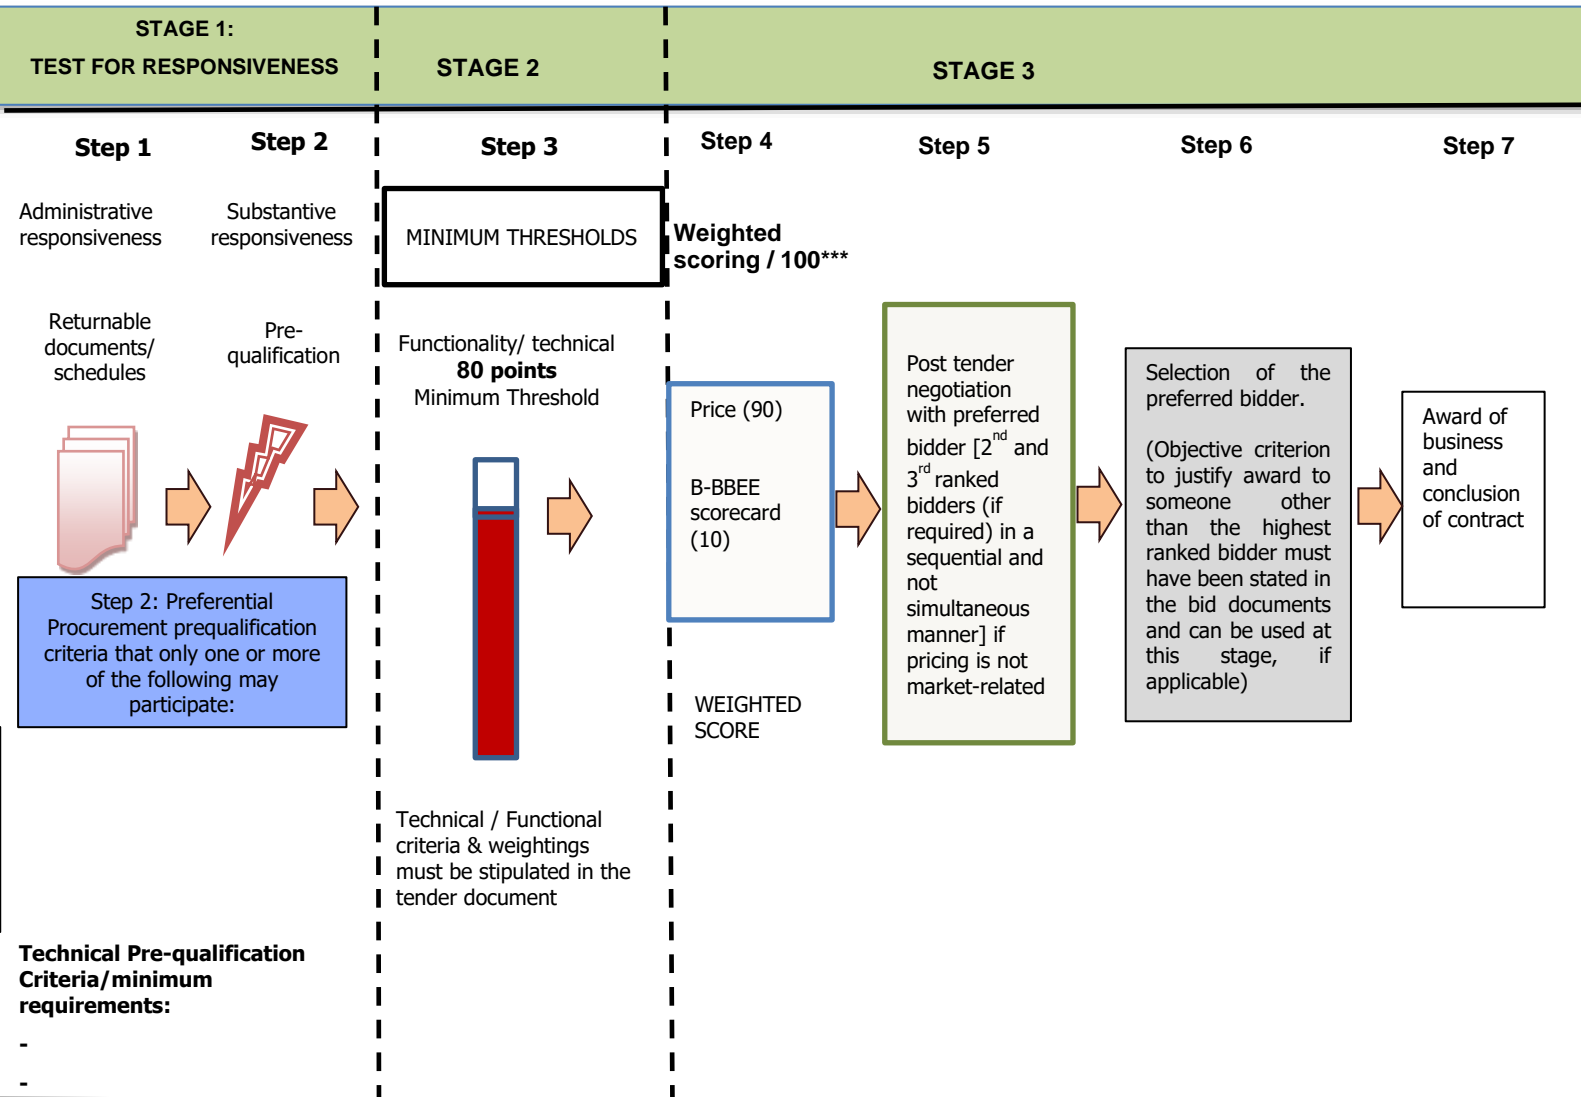 STAGE 1:
TEST FOR RESPONSIVENESS
STAGE 2
STAGE 3
Step 1
Step 2
Step 3
Step 4
Step 5
Step 6
Step 7
Administrative
responsiveness
Substantive
responsiveness
MINIMUM THRESHOLDS
Weighted
scoring / 100***
Returnable
documents/
schedules
Pre-
qualification
Functionality/ technical
80 points
Minimum Threshold
Price (90)
B-BBEE
scorecard
(10)
Post tender
negotiation
with preferred
bidder [2nd and
3rd ranked
bidders (if
required) in a
sequential and
not
simultaneous
manner] if
pricing is not
market-related
Selection of the
preferred bidder.
(Objective criterion
to justify award to
someone other
than the highest
ranked bidder must
have been stated in
the bid documents
and can be used at
this stage, if
applicable)
Award of
business
and
conclusion
of contract
Step 2: Preferential
Procurement prequalification
criteria that only one or more
of the following may
participate:
WEIGHTED
SCORE
Technical / Functional
criteria & weightings
must be stipulated in the
tender document
Technical Pre-qualification
Criteria/minimum
requirements:
-
-